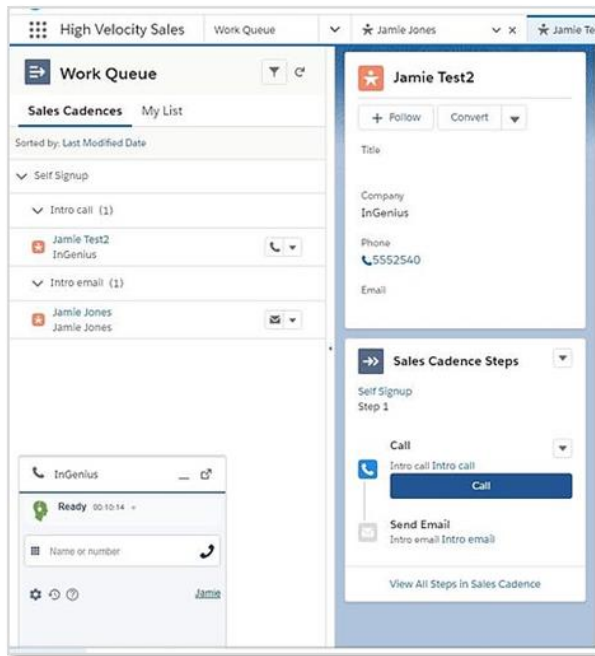 High Velocity Sales
Work Queue
Jamie Jones
Jamie Te
Work Queue
Sales Cadences
My List
Sorted by: Last Modified Date
Self Signup
Intro call (1)
Jamie Test2
InGenius
Intro email (1)
Jamie Jones
Jamie Jones
InGenius
Ready 00:10:14
Name or number
Jamie
Jamie Test2
+ Follow
Convert
Title
Company
InGenius
Phone
5552540
Email
Sales Cadence Steps
Self Signup
Step 1
Call
Intro call Intro call
Call
Send Email
Intro email Intro email
View All Steps in Sales Cadence